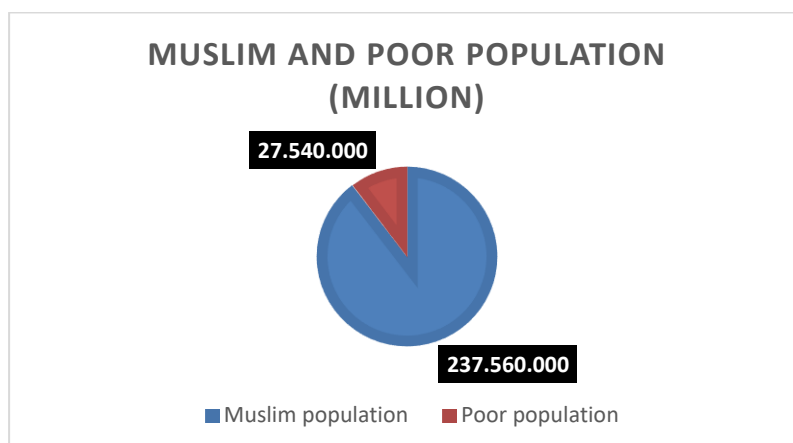 MUSLIM AND POOR POPULATION
(MILLION)
27.540.000
237.560.000
Muslim population
Poor population